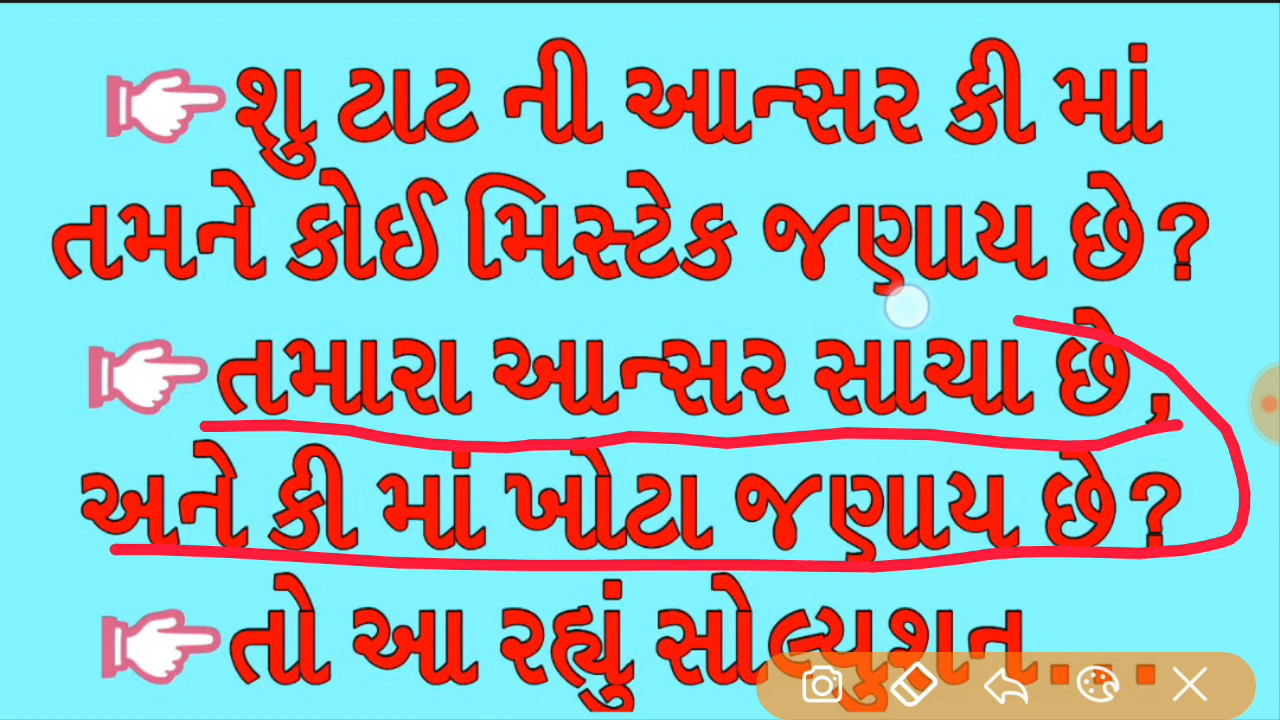 શુ ટાટ ની આન્સર કી માં
તમને કોઈ મિસ્ટેક જણાય છે?
તમારા આન્સર સાચા છે,
અને કી માં ખોટા જણાય છે?
તો આ રહ્યું સોલ્યુશન....